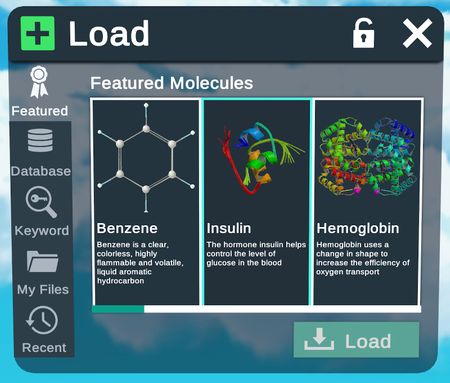 Load
Featured
Database
Keyword
My Files
Recent
Featured Molecules
Benzene
Benzene is a clear,
colorless, highly
flammable and volatile,
liquid aromatic
hydrocarbon
Insulin
The hormone insulin helps
control the level of
glucose in the blood
Hemoglobin
Hemoglobin uses a
change in shape to
increase the efficiency of
oxygen transport
Load